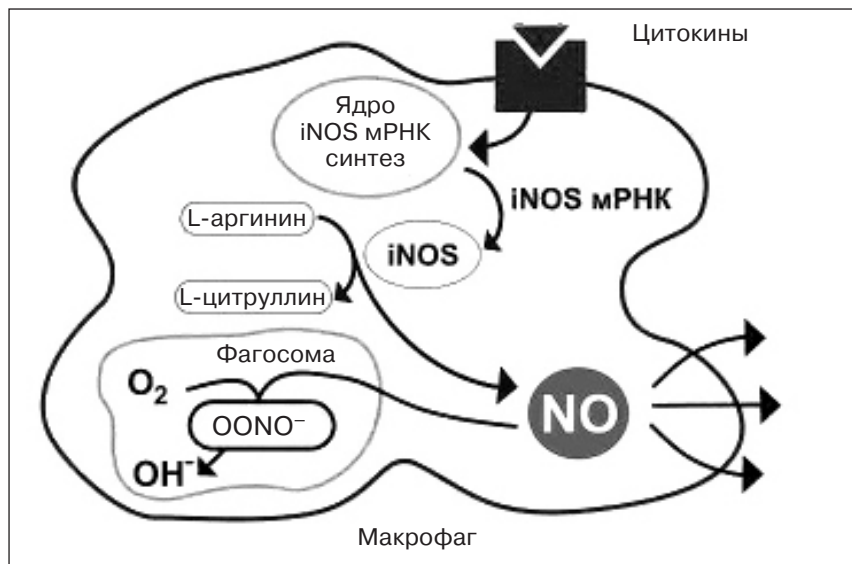 Цитокины
Ядро
iNOS мРНК
синтез
iNOS мРНК
L-аргинин
iNOS
L-цитруллин
Фагосома
O₂
OONO⁻
NO
OH⁻
Макрофаг